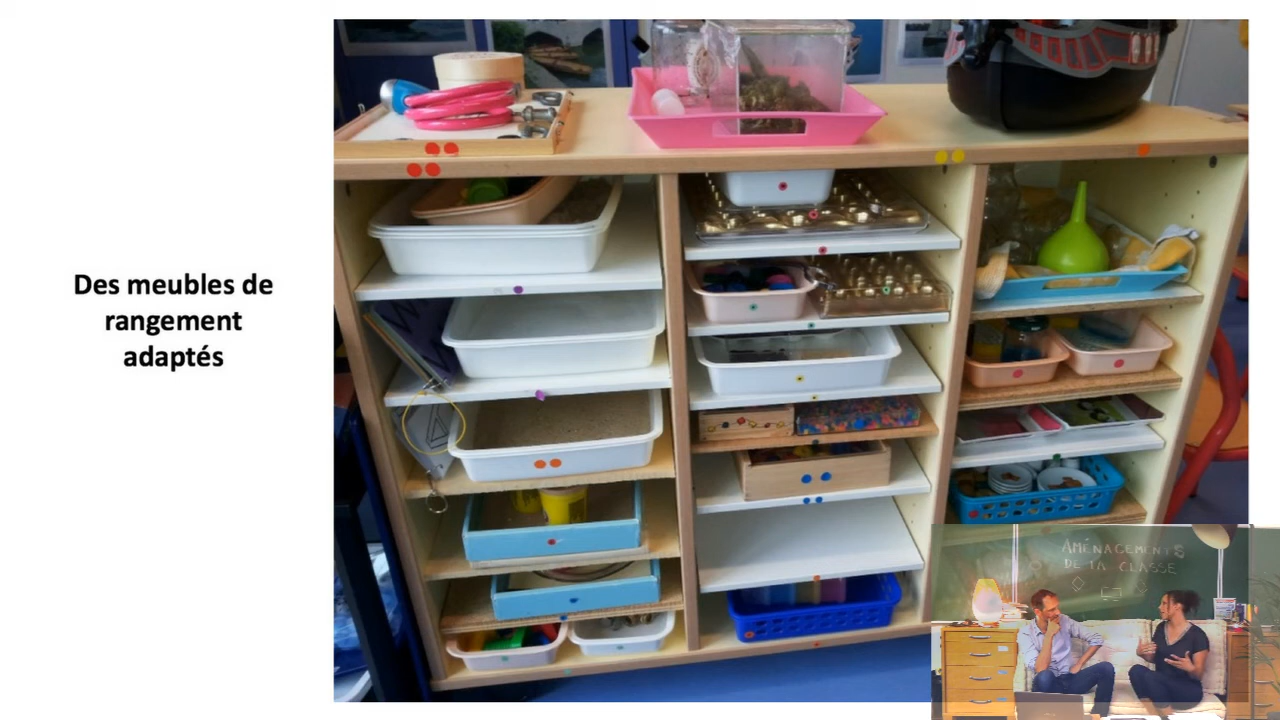 Des meubles de
rangement
adaptés
AMÉNAGEMENTS
DE LA CLASSE